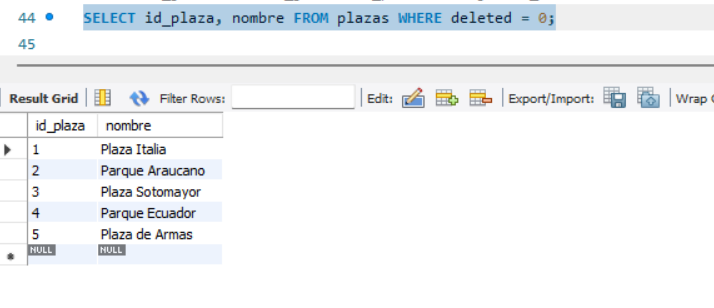 44 SELECT id_plaza, nombre FROM plazas WHERE deleted = 0;
45
Result Grid Filter Rows: Edit: Export/Import: Wrap C
id_plaza nombre
1 Plaza Italia
2 Parque Araucano
3 Plaza Sotomayor
4 Parque Ecuador
5 Plaza de Armas
NULL NULL